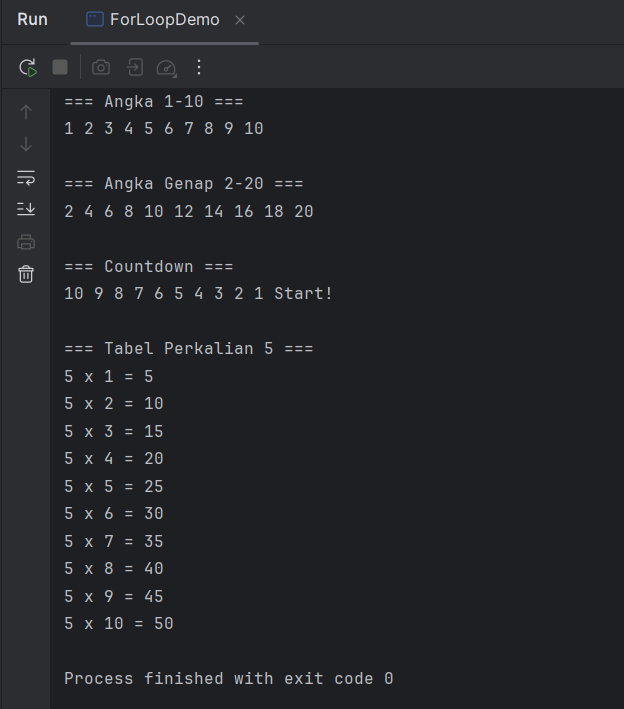 Run ForLoopDemo
=== Angka 1-10 ===
1 2 3 4 5 6 7 8 9 10
=== Angka Genap 2-20 ===
2 4 6 8 10 12 14 16 18 20
=== Countdown ===
10 9 8 7 6 5 4 3 2 1 Start!
=== Tabel Perkalian 5 ===
5 x 1 = 5
5 x 2 = 10
5 x 3 = 15
5 x 4 = 20
5 x 5 = 25
5 x 6 = 30
5 x 7 = 35
5 x 8 = 40
5 x 9 = 45
5 x 10 = 50
Process finished with exit code 0